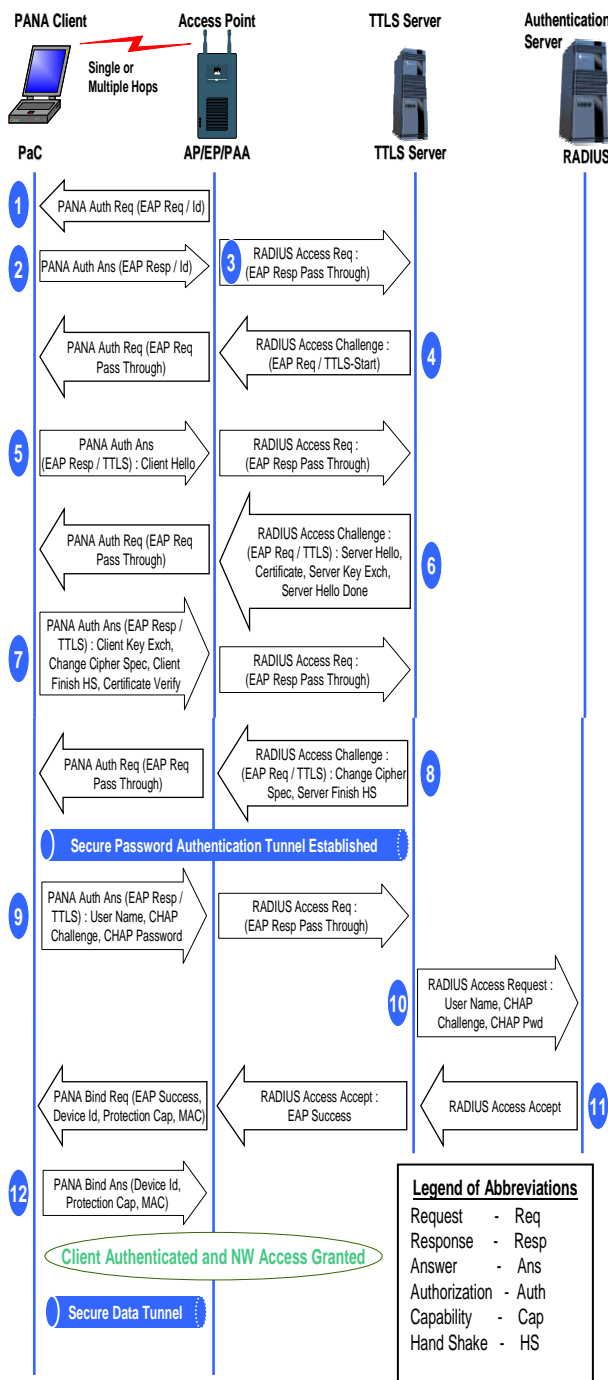 PANA Client
Access Point
TTLS Server
Authentication
Server
Single or
Multiple Hops
PaC
AP/EP/PAA
TTLS Server
RADIUS
1
PANA Auth Req (EAP Req / Id)
2
PANA Auth Ans (EAP Resp / Id)
3
RADIUS Access Req :
(EAP Resp Pass Through)
PANA Auth Req (EAP Req
Pass Through)
RADIUS Access Challenge :
(EAP Req / TTLS-Start)
4
5
PANA Auth Ans
(EAP Resp / TTLS) : Client Hello
RADIUS Access Req :
(EAP Resp Pass Through)
PANA Auth Req (EAP Req
Pass Through)
RADIUS Access Challenge :
(EAP Req / TTLS) : Server Hello,
Certificate, Server Key Exch,
Server Hello Done
6
7
PANA Auth Ans (EAP Resp /
TTLS) : Client Key Exch,
Change Cipher Spec, Client
Finish HS, Certificate Verify
RADIUS Access Req :
(EAP Resp Pass Through)
PANA Auth Req (EAP Req
Pass Through)
RADIUS Access Challenge :
(EAP Req / TTLS) : Change Cipher
Spec, Server Finish HS
8
Secure Password Authentication Tunnel Established
9
PANA Auth Ans (EAP Resp /
TTLS) : User Name, CHAP
Challenge, CHAP Password
RADIUS Access Req :
(EAP Resp Pass Through)
10
RADIUS Access Request :
User Name, CHAP
Challenge, CHAP Pwd
PANA Bind Req (EAP Success,
Device Id, Protection Cap, MAC)
RADIUS Access Accept :
EAP Success
RADIUS Access Accept
11
12
PANA Bind Ans (Device Id,
Protection Cap, MAC)
Client Authenticated and NW Access Granted
Secure Data Tunnel
Legend of Abbreviations
Request - Req
Response - Resp
Answer - Ans
Authorization - Auth
Capability - Cap
Hand Shake - HS